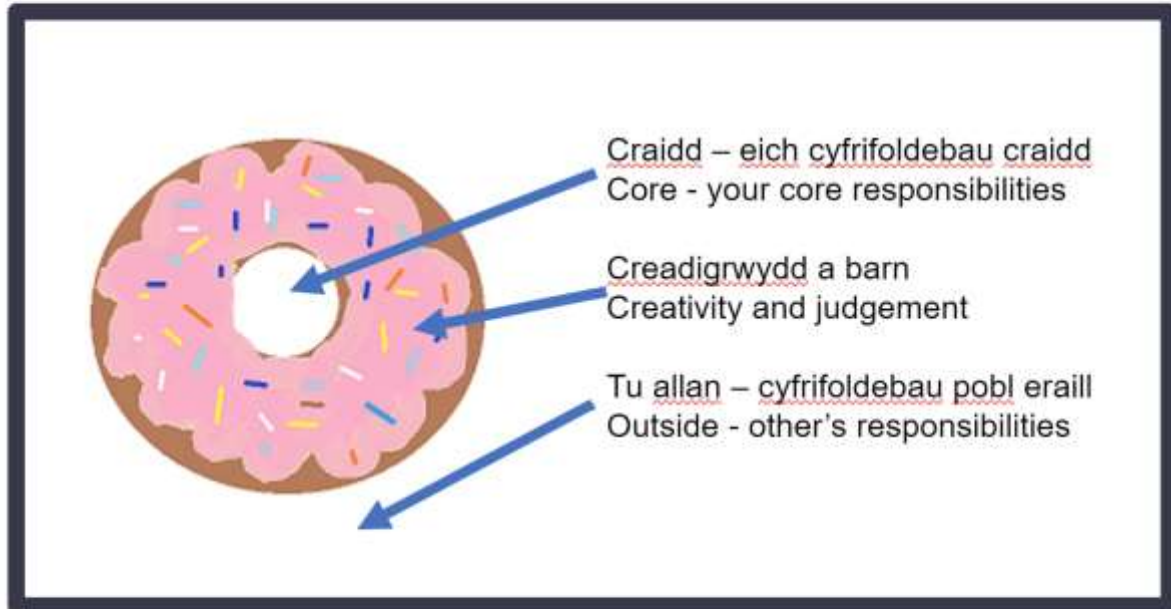 Craidd – eich cyfrifoldebau craidd
Core - your core responsibilities
Creadigrwydd a barn
Creativity and judgement
Tu allan – cyfrifoldebau pobl eraill
Outside - other's responsibilities